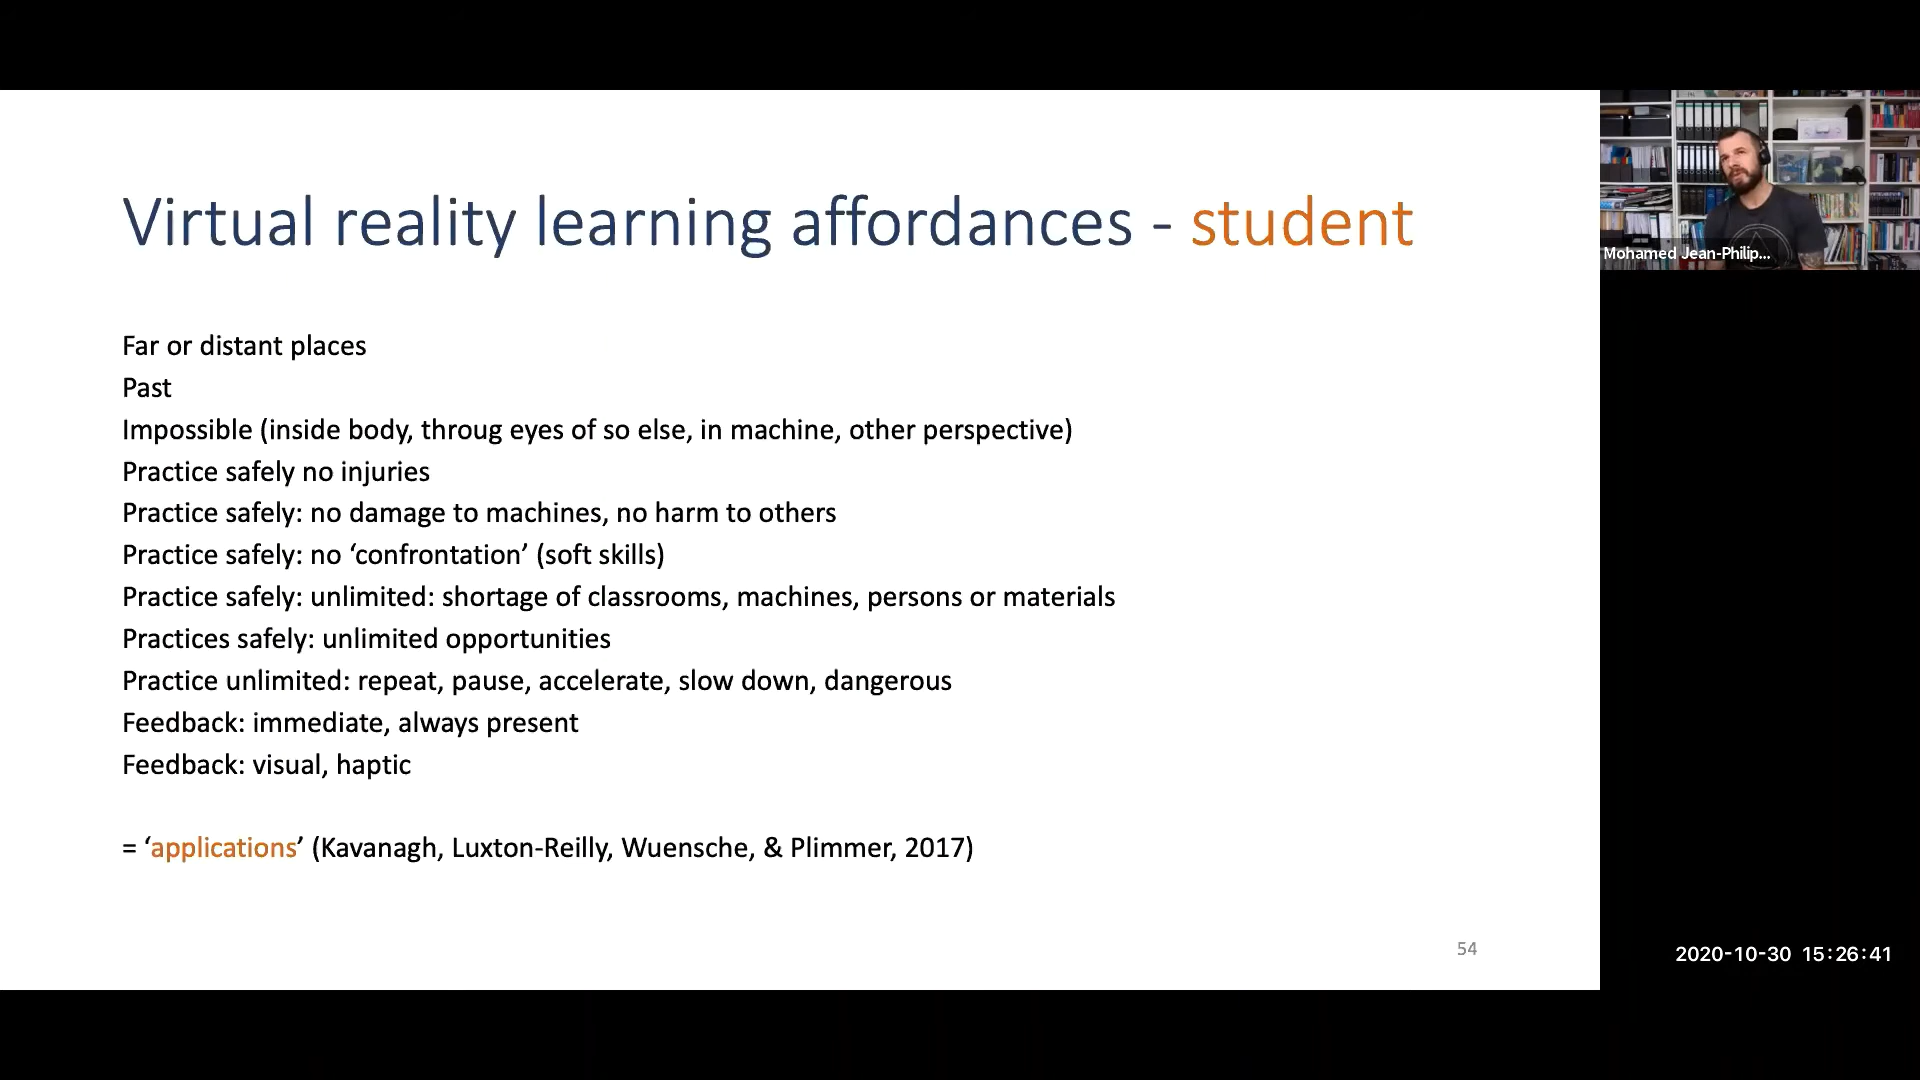 Virtual reality learning affordances - student
Far or distant places
Past
Impossible (inside body, throug eyes of so else, in machine, other perspective)
Practice safely no injuries
Practice safely: no damage to machines, no harm to others
Practice safely: no ‘confrontation’ (soft skills)
Practice safely: unlimited: shortage of classrooms, machines, persons or materials
Practices safely: unlimited opportunities
Practice unlimited: repeat, pause, accelerate, slow down, dangerous
Feedback: immediate, always present
Feedback: visual, haptic
= ‘applications’ (Kavanagh, Luxton-Reilly, Wuensche, & Plimmer, 2017)
54
Mohamed Jean-Philip...
2020-10-30 15:26:41